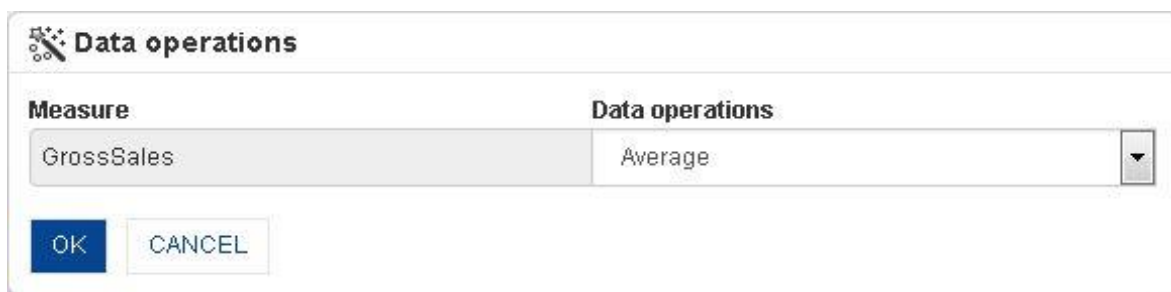 Data operations
Measure Data operations
GrossSales Average
OK CANCEL